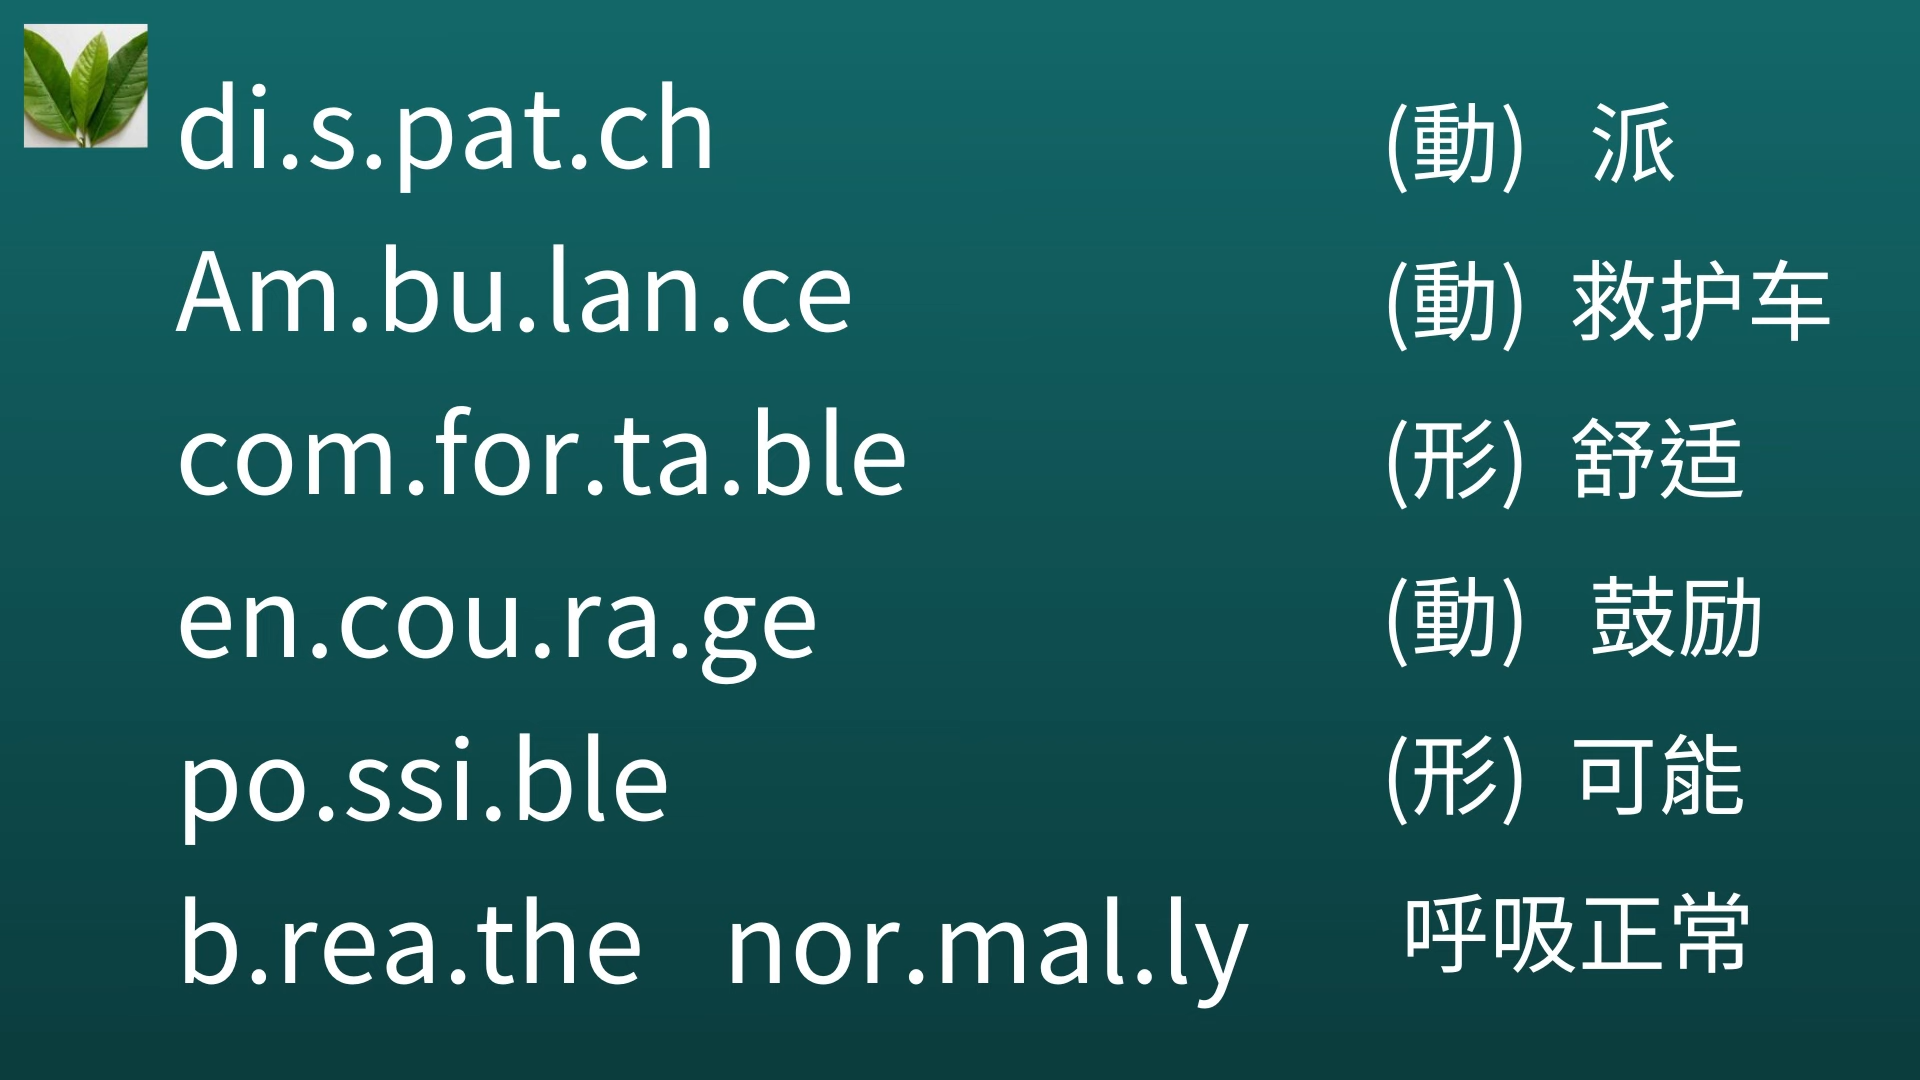 di.s.pat.ch (動) 派
Am.bu.lan.ce (動) 救护车
com.for.ta.ble (形) 舒适
en.cou.ra.ge (動) 鼓励
po.ssi.ble (形) 可能
b.rea.the nor.mal.ly 呼吸正常